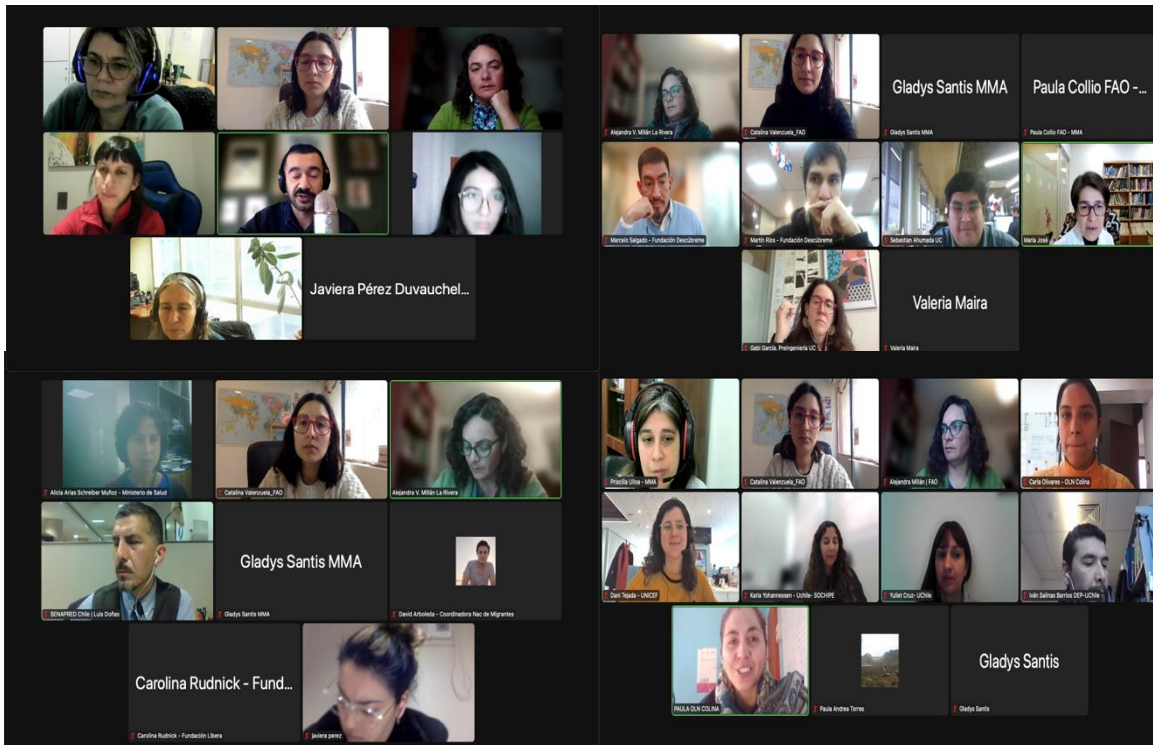 Javiera Pérez Duvauchel...
Alejandra V. Millán La Rivera
Catalina Valenzuela_FAO
Gladys Santis MMA
Gladys Santis MMA
Paula Collio FAO -...
Paula Collio FAO - MMA
Marcelo Salgado - Fundación Descúbreme
Martín Ríos - Fundación Descúbreme
Sebastian Ahumada UC
María José
Gabi García. Preingeniería UC
Valeria Maira
Valeria Maira
Alicia Arias Schreiber Muñoz - Ministerio de Salud
Catalina Valenzuela_FAO
Alejandra V. Millán La Rivera
SENAPRED Chile | Luis Doñas
Gladys Santis MMA
Gladys Santis MMA
David Arboleda - Coordinadora Nac de Migrantes
Carolina Rudnick - Fund...
Carolina Rudnick - Fundación Libera
javiera perez
Priscilla Ulloa - MMA
Catalina Valenzuela_FAO
Alejandra Millán | FAO
Carla Olivares - OLN Colina
Dani Tejada - UNICEF
Karla Yohannessen - Uchile- SOCHIPE
Yuliet Cruz- UChile
Iván Salinas Barrios DEP-UChile
PAULA OLN COLINA
Paula Andrea Torres
Gladys Santis
Gladys Santis